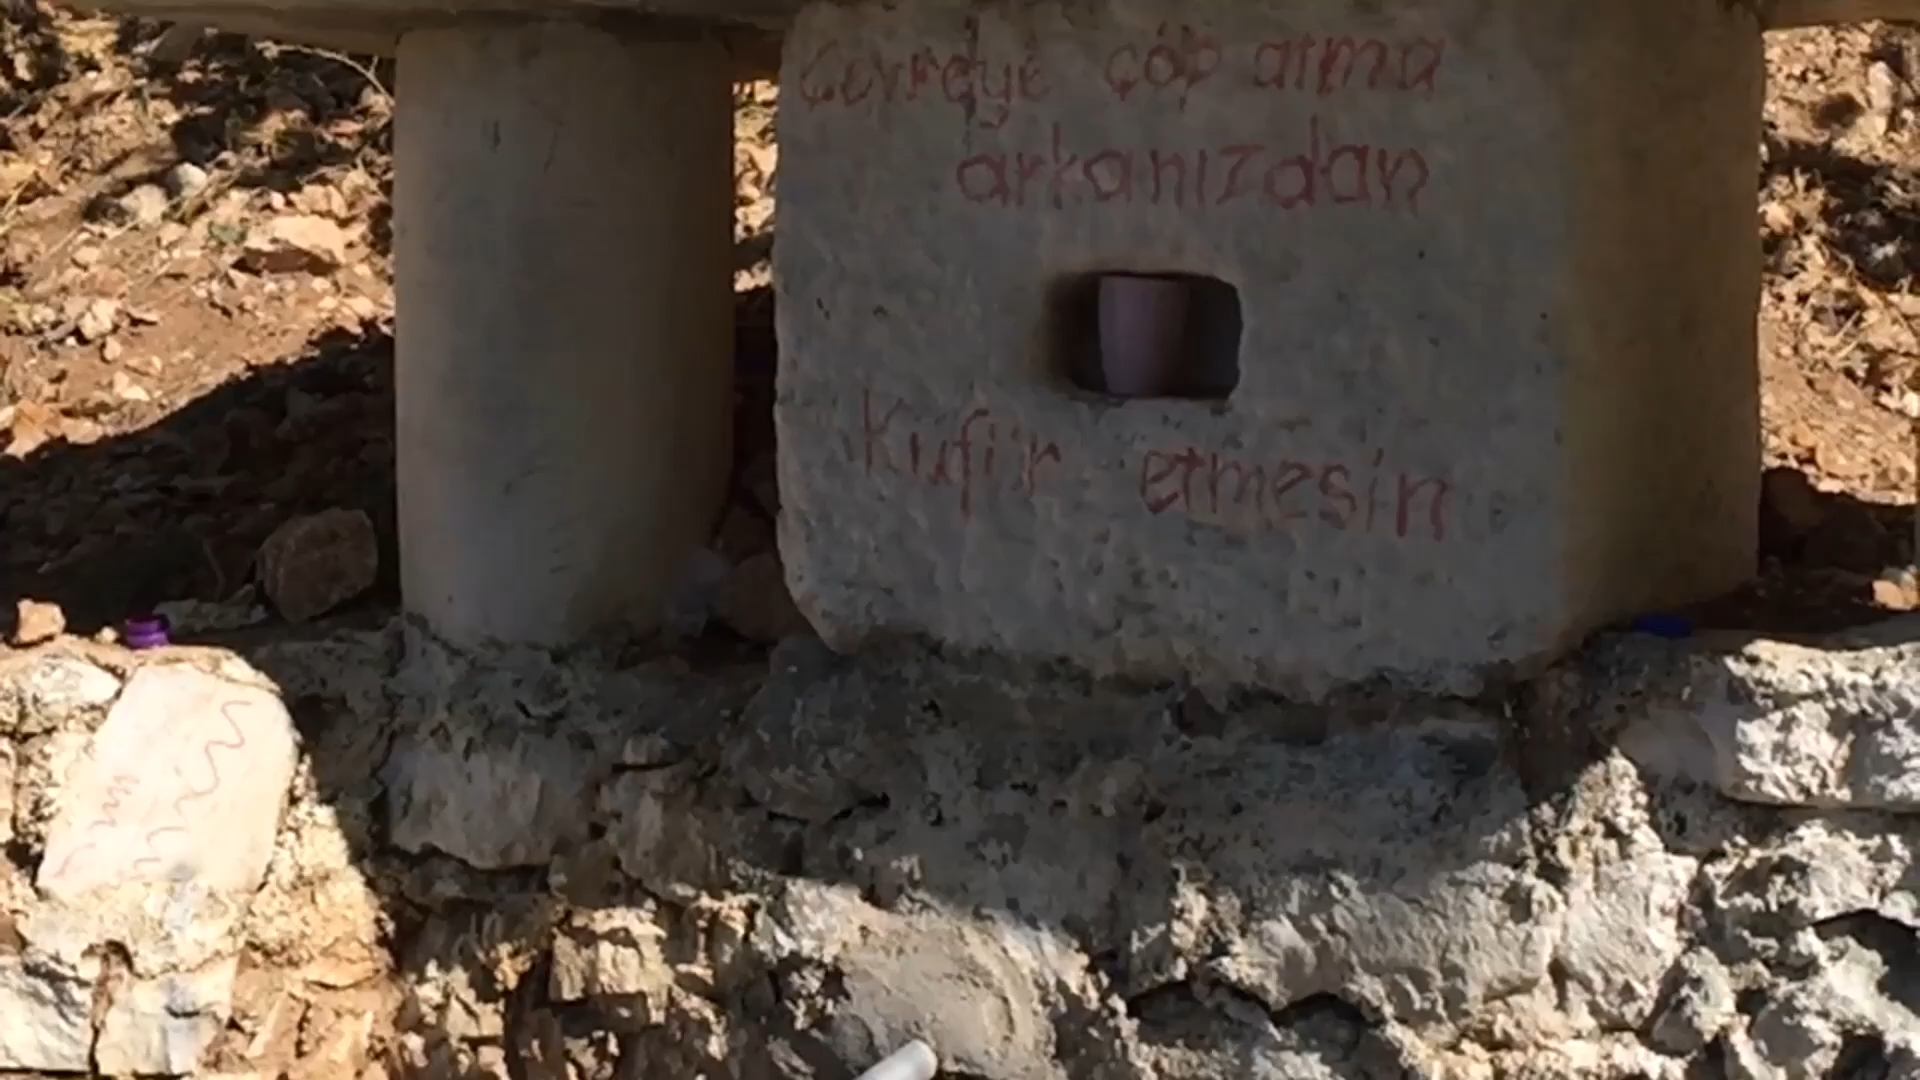 Çevreye çöp atma
arkanızdan
Küfür etmesin